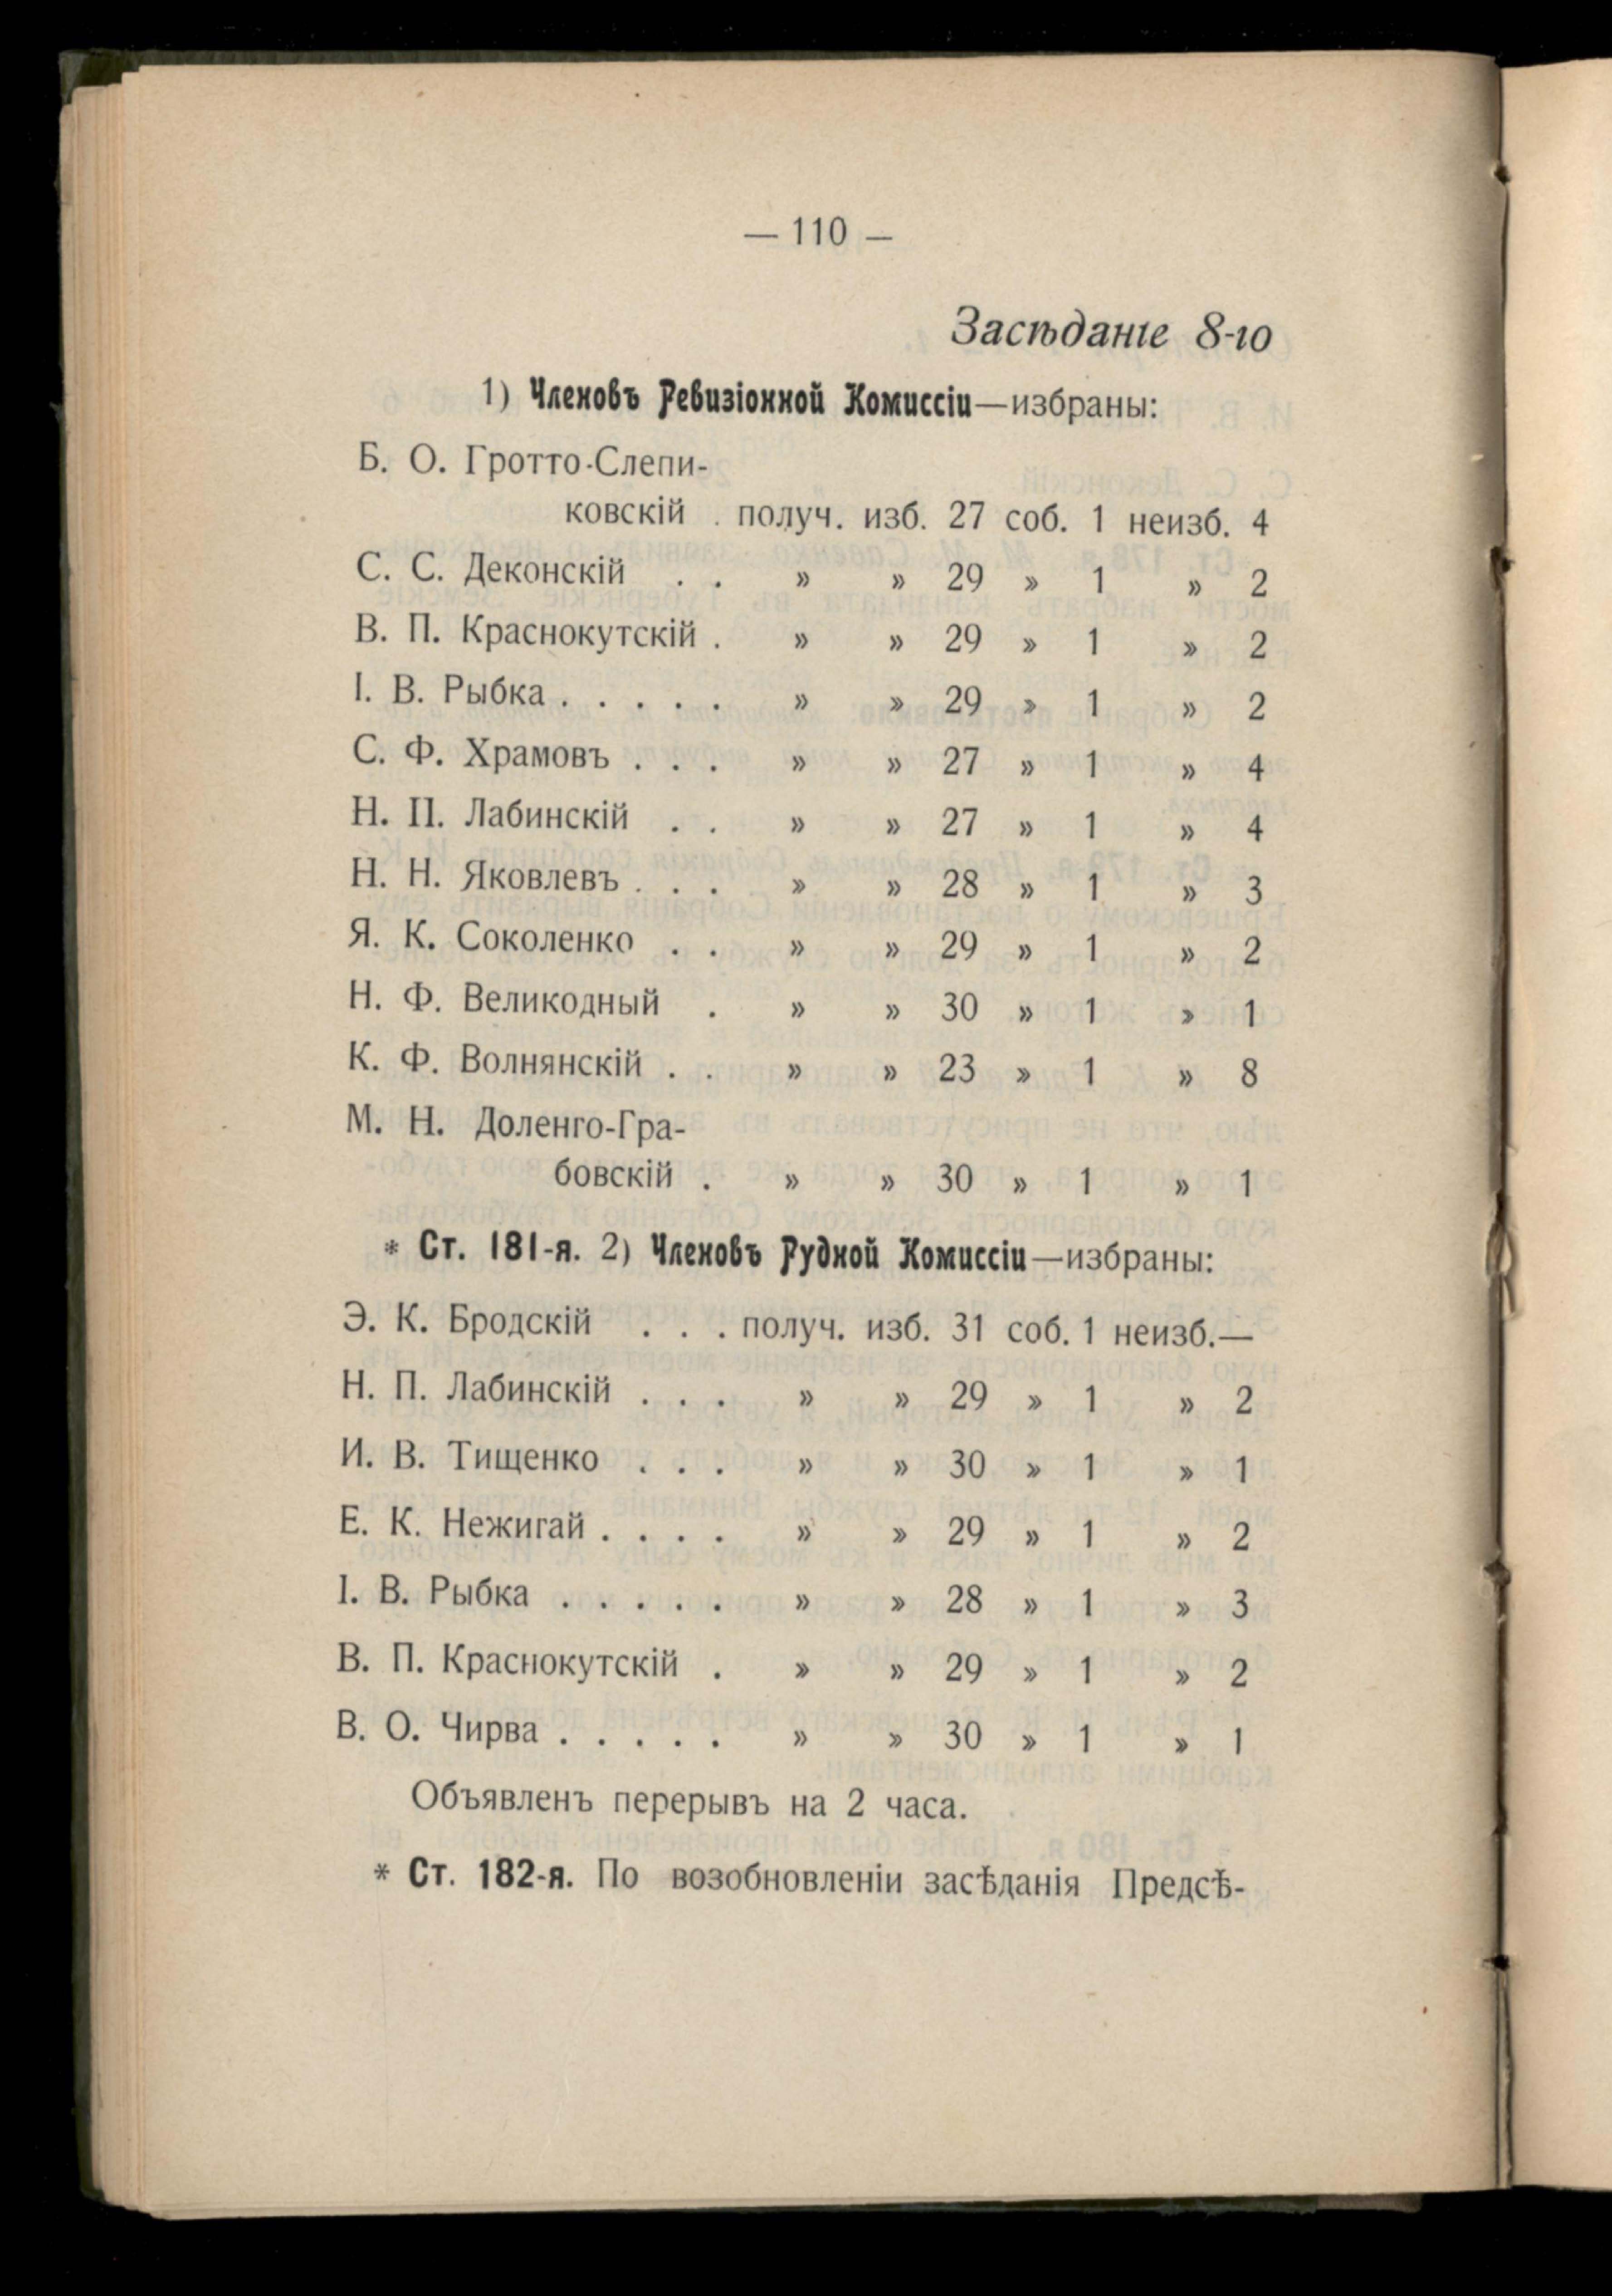 — 110 —
Засѣданіе 8-го
1) Членовъ Ревизіонной Комиссіи—избраны:
Б. О. Гротто-Слепи-
ковскій . получ. изб. 27 соб. 1 неизб. 4
С. С. Деконскій . . » » 29 » 1 » 2
В. П. Краснокутскій . » » 29 » 1 » 2
І. В. Рыбка . . . . . » » 29 » 1 » 2
С. Ф. Храмовъ . . . » » 27 » 1 » 4
Н. П. Лабинскій . . » » 27 » 1 » 4
Н. Н. Яковлевъ . . . » » 28 » 1 » 3
Я. К. Соколенко . . » » 29 » 1 » 2
Н. Ф. Великодный . » » 30 » 1 » 1
К. Ф. Волнянскій . . » » 23 » 1 » 8
М. Н. Доленго-Гра-
бовскій . » » 30 » 1 » 1
* Ст. 181-я. 2) Членовъ Рудной Комиссіи—избраны:
Э. К. Бродскій . . . получ. изб. 31 соб. 1 неизб.—
Н. П. Лабинскій . . . » » 29 » 1 » 2
И. В. Тищенко . . . » » 30 » 1 » 1
Е. К. Нежигай . . . . » » 29 » 1 » 2
І. В. Рыбка . . . . . » » 28 » 1 » 3
В. П. Краснокутскій . » » 29 » 1 » 2
В. О. Чирва . . . . . » » 30 » 1 » 1
Объявленъ перерывъ на 2 часа.
* Ст. 182-я. По возобновленіи засѣданія Предсѣ-